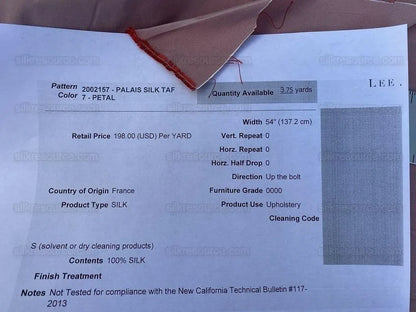 Pattern 2002157 - PALAIS SILK TAF
Color 7 - PETAL
Quantity Available 3.75 yards
LEE
Width 54" (137.2 cm)
Retail Price 198.00 (USD) Per YARD
Vert. Repeat 0
Horz. Repeat 0
Horz. Half Drop 0
Direction Up the bolt
Country of Origin France
Furniture Grade 0000
Product Type SILK
Product Use Upholstery
Cleaning Code
S (solvent or dry cleaning products)
Contents 100% SILK
Finish Treatment
Notes Not Tested for compliance with the New California Technical Bulletin #117-
2013
silkresource.com